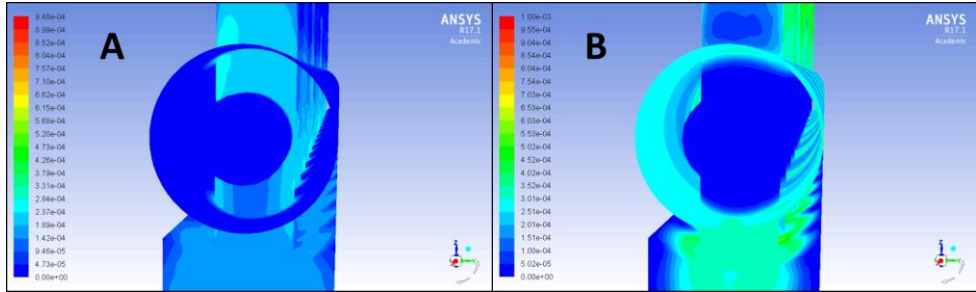 9.46e-04
8.99e-04
8.52e-04
8.04e-04
7.57e-04
7.10e-04
6.62e-04
6.15e-04
5.68e-04
5.20e-04
4.73e-04
4.26e-04
3.79e-04
3.31e-04
2.84e-04
2.37e-04
1.89e-04
1.42e-04
9.46e-05
4.73e-05
0.00e+00
A
ANSYS
R17.1
Academic
Z
Y
1.00e-03
9.55e-04
9.04e-04
8.54e-04
8.04e-04
7.54e-04
7.03e-04
6.53e-04
6.03e-04
5.53e-04
5.02e-04
4.52e-04
4.02e-04
3.52e-04
3.01e-04
2.51e-04
2.01e-04
1.51e-04
1.00e-04
5.02e-05
0.00e+00
B
ANSYS
R17.1
Academic
Z
Y